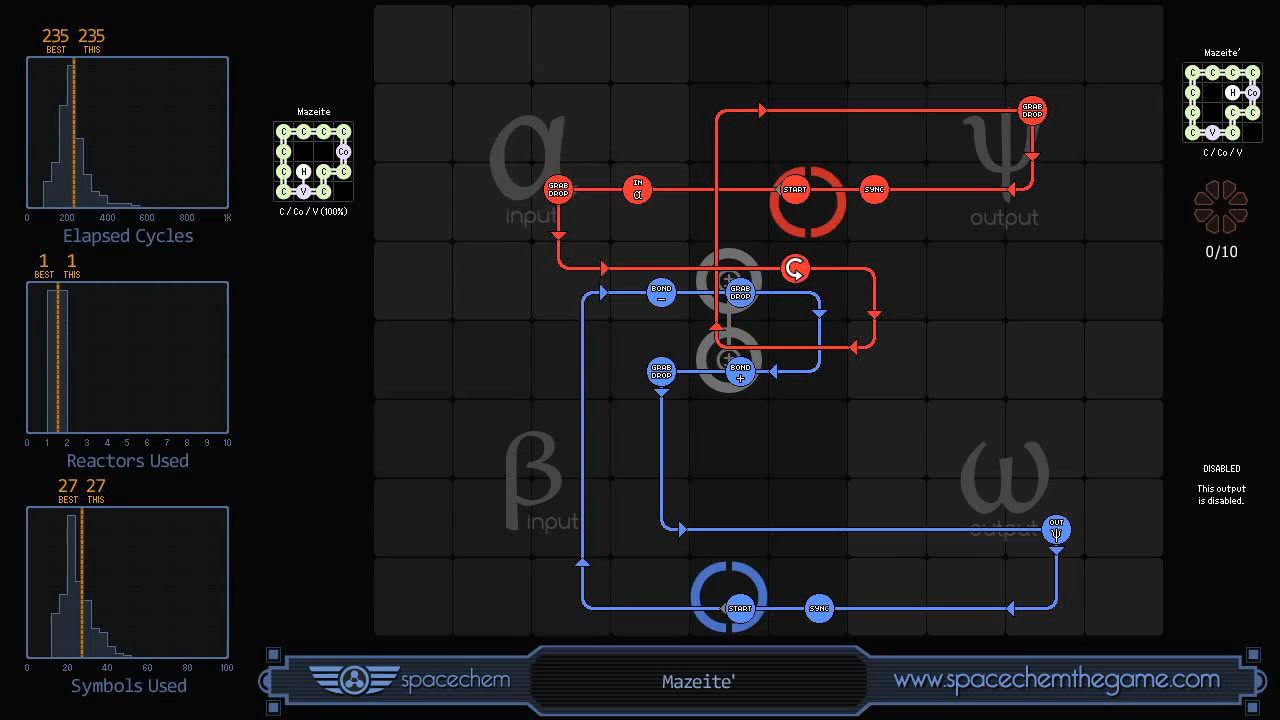 235 235
BEST THIS
0 200 400 600 800 1K
Elapsed Cycles
1 1
BEST THIS
0 1 2 3 4 5 6 7 8 9 10
Reactors Used
27 27
BEST THIS
0 20 40 60 80 100
Symbols Used
Mazeite
C C C C
C Co
C H C C
C V C
C / Co / V (100%)
α
input
ψ
output
β
input
ω
output
GRAB
DROP
GRAB
DROP
IN
α
START
SYNC
BOND
–
GRAB
DROP
GRAB
DROP
BOND
+
OUT
ψ
START
SYNC
Mazeite'
C C C C
C H Co
C C C
C V C
C / Co / V
0/10
DISABLED
This output
is disabled.
spacechem
Mazeite'
www.spacechemthegame.com